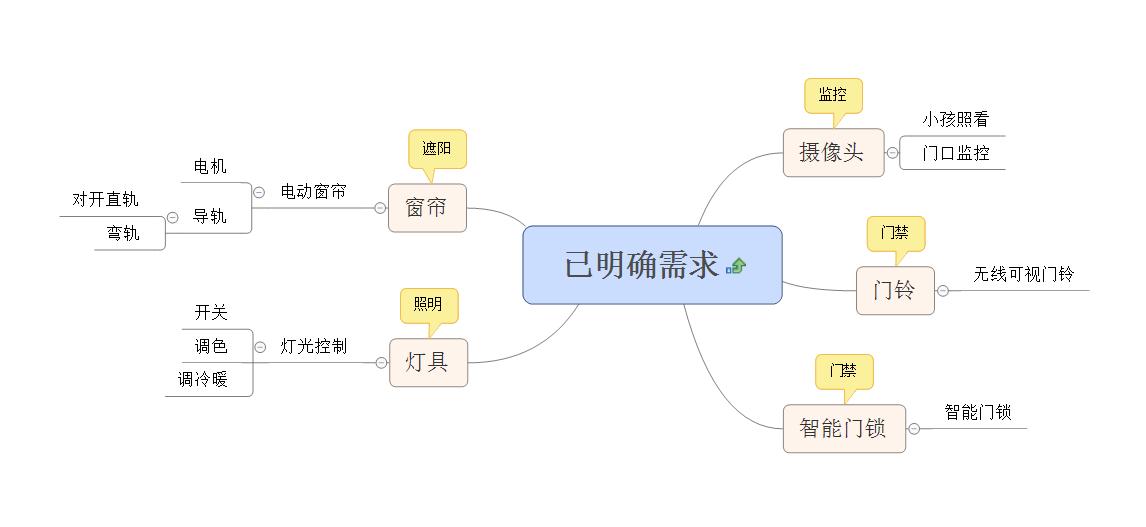 已明确需求
监控
摄像头
小孩照看
门口监控
门禁
门铃
无线可视门铃
门禁
智能门锁
智能门锁
遮阳
窗帘
电动窗帘
电机
导轨
对开直轨
弯轨
照明
灯具
灯光控制
开关
调色
调冷暖